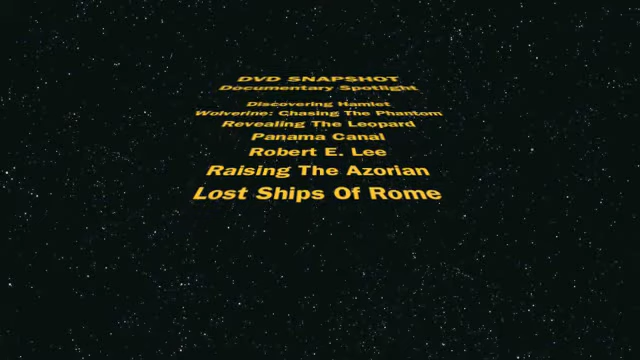 DVD SNAPSHOT
Documentary Spotlight
Discovering Hamlet
Wolverine: Chasing The Phantom
Revealing The Leopard
Panama Canal
Robert E. Lee
Raising The Azorian
Lost Ships Of Rome